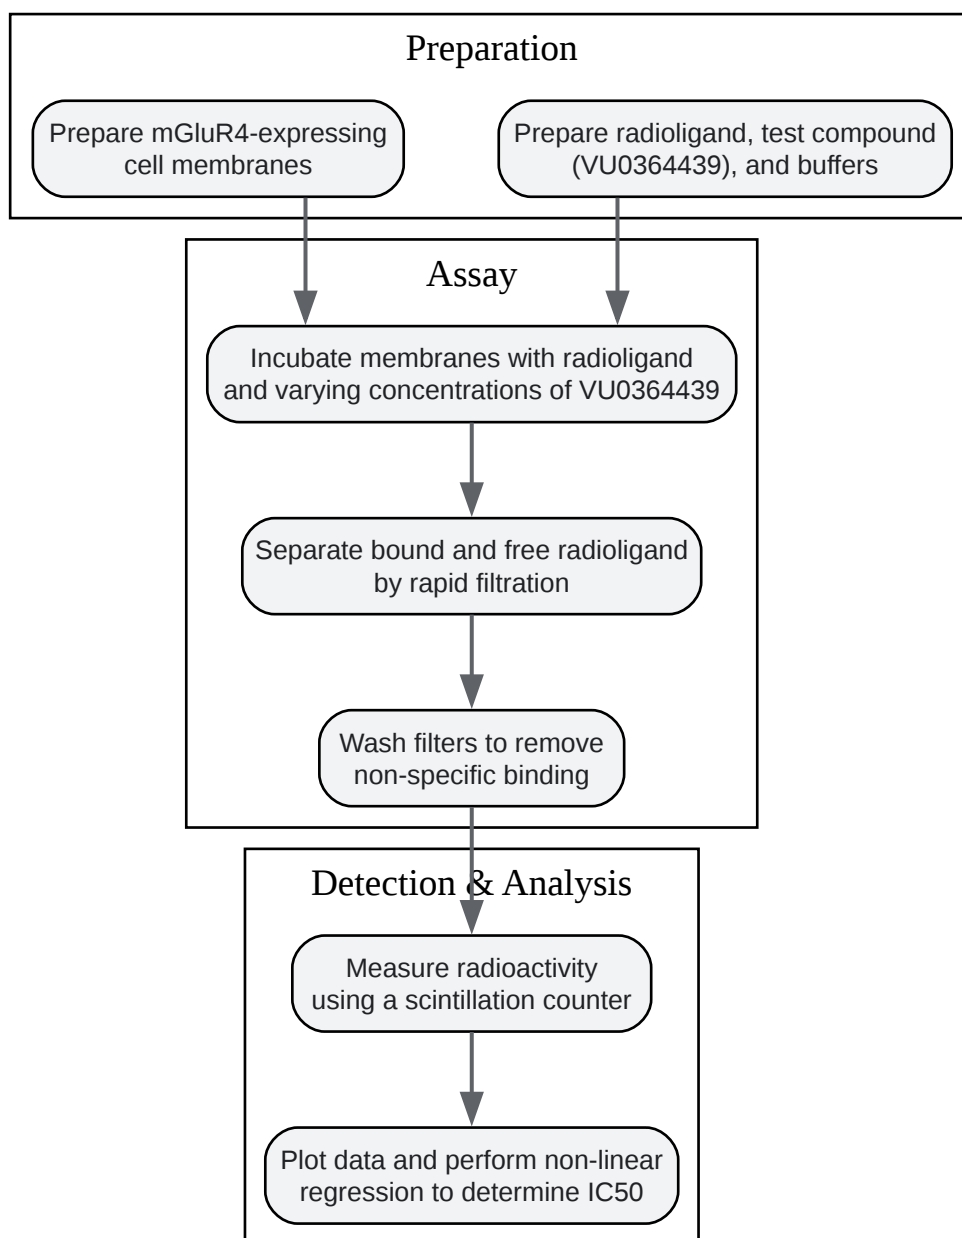 Preparation
Prepare mGluR4-expressing
cell membranes
Prepare radioligand, test compound
(VU0364439), and buffers
Assay
Incubate membranes with radioligand
and varying concentrations of VU0364439
Separate bound and free radioligand
by rapid filtration
Wash filters to remove
non-specific binding
Detection & Analysis
Measure radioactivity
using a scintillation counter
Plot data and perform non-linear
regression to determine IC50